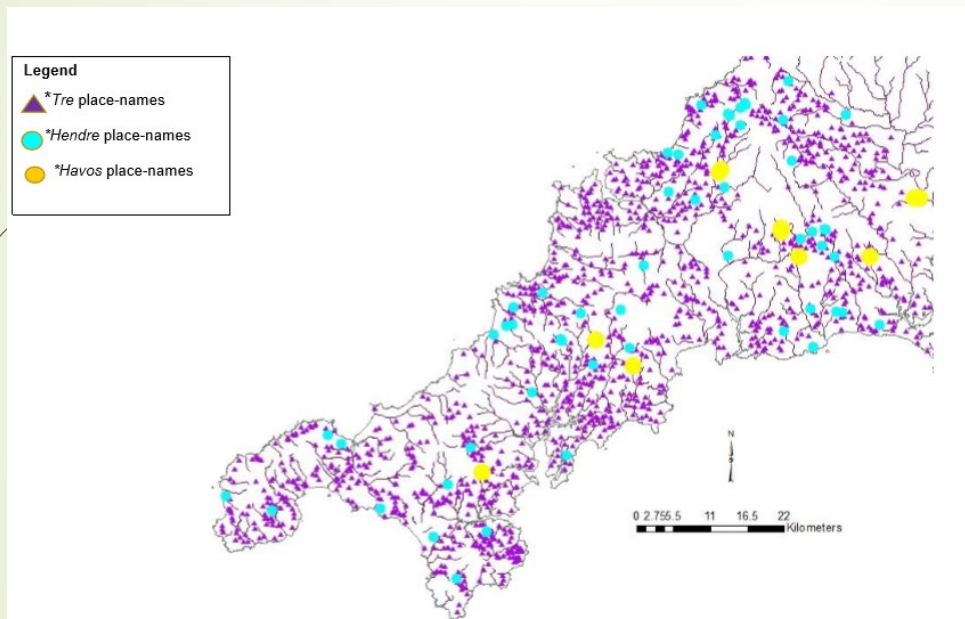 Legend
*Tre place-names
*Hendre place-names
*Havos place-names
N
0 2.755.5 11 16.5 22
Kilometers